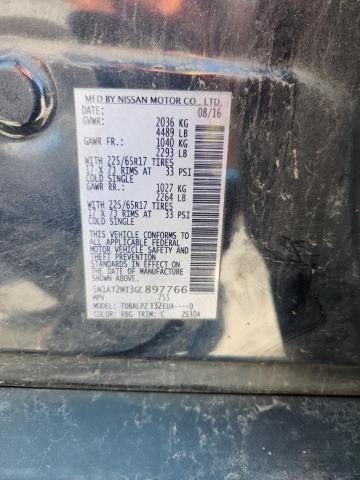 MFD BY NISSAN MOTOR CO., LTD.
DATE: 08/16
GVWR: 2036 KG
4489 LB
GAWR FR.: 1040 KG
2293 LB
WITH 225/65R17 TIRES
17 X 7J RIMS AT 33 PSI
COLD SINGLE
GAWR RR.: 1027 KG
2264 LB
WITH 225/65R17 TIRES
17 X 7J RIMS AT 33 PSI
COLD SINGLE
THIS VEHICLE CONFORMS TO ALL
APPLICABLE FEDERAL
MOTOR VEHICLE SAFETY AND
BUMPER STANDARDS IN EFFECT ON
THE DATE OF MANUFACTURE
SHOWN ABOVE.
5N1AT2MT3GC897766
MPV 755
MODEL: T32EUA----D
COLOR: RBG TRIM: C